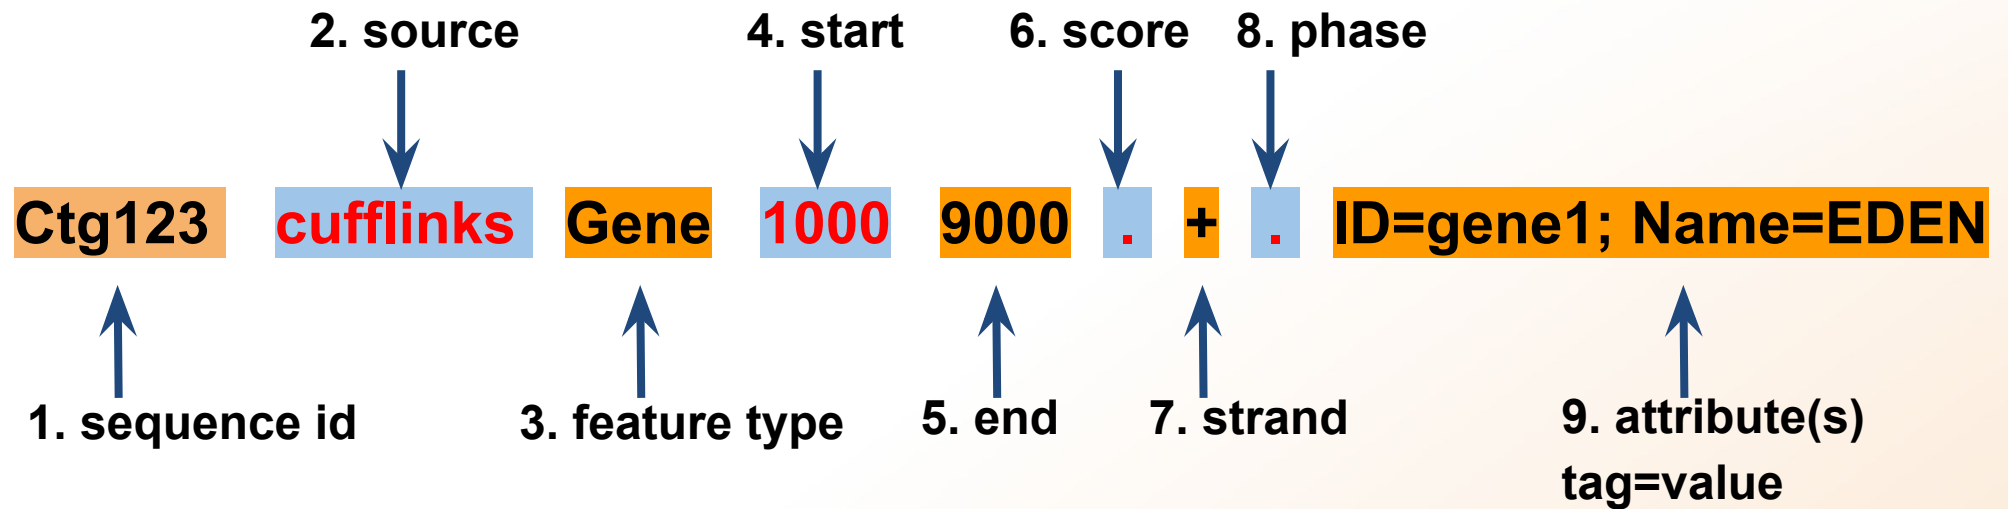 2. source 4. start 6. score 8. phase
Ctg123 cufflinks Gene 1000 9000 . + . ID=gene1; Name=EDEN
1. sequence id 3. feature type 5. end 7. strand 9. attribute(s)
tag=value